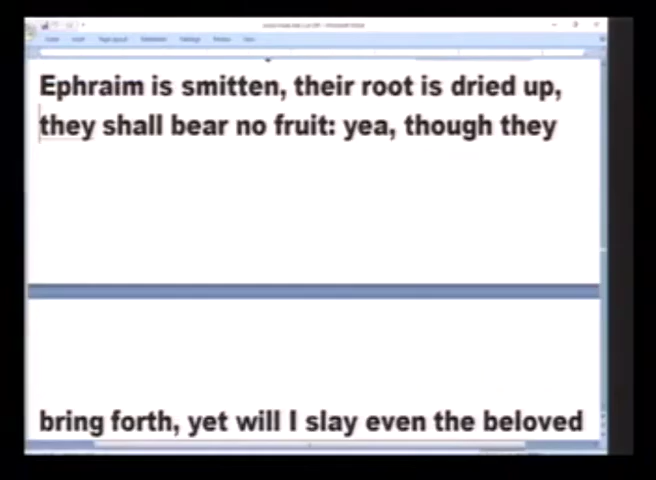 Ephraim is smitten, their root is dried up,
they shall bear no fruit: yea, though they
bring forth, yet will I slay even the beloved